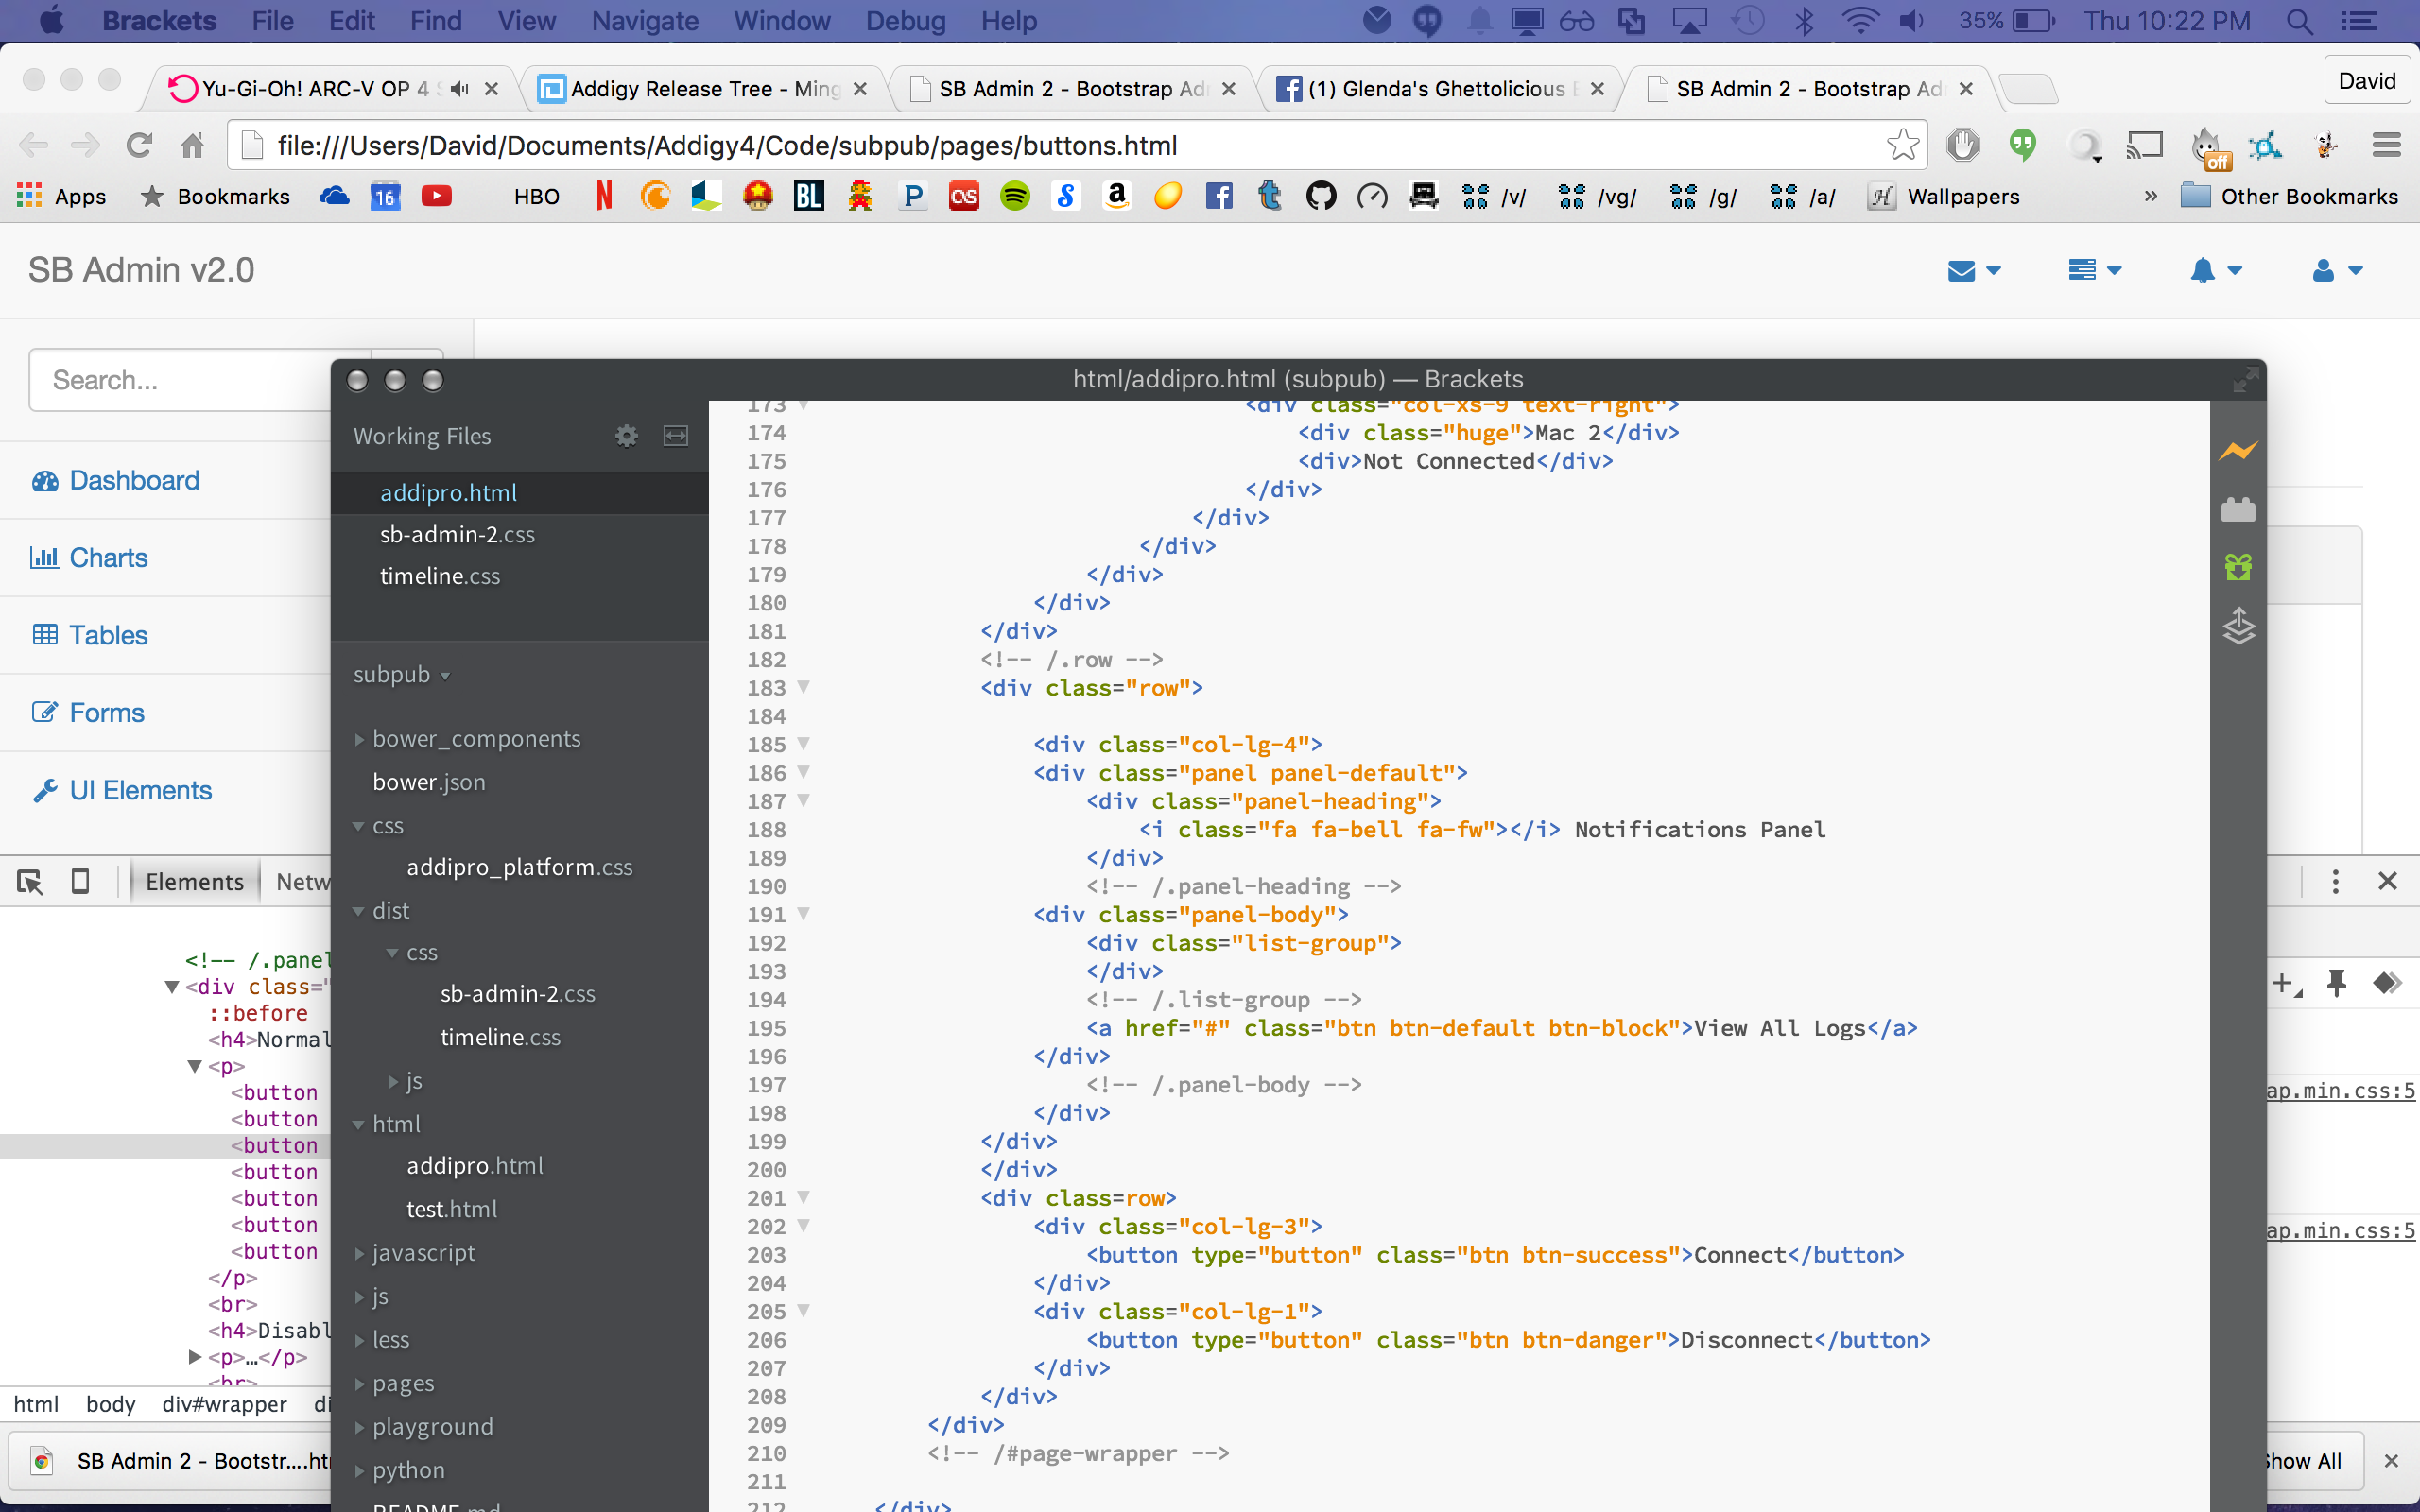 Brackets File Edit Find View Navigate Window Debug Help 35% Thu 10:22 PM
Yu-Gi-Oh! ARC-V OP 4 Addigy Release Tree - Ming SB Admin 2 - Bootstrap Ad (1) Glenda's Ghettolicious SB Admin 2 - Bootstrap Ad David
file:///Users/David/Documents/Addigy4/Code/subpub/pages/buttons.html off
Apps Bookmarks 16 HBO N BL P S a f t /v/ /vg/ /g/ /a/ H Wallpapers » Other Bookmarks
SB Admin v2.0
Search...
Dashboard
Charts
Tables
Forms
UI Elements
html/addipro.html (subpub) — Brackets
Working Files
addipro.html
sb-admin-2.css
timeline.css
subpub
bower_components
bower.json
css
addipro_platform.css
dist
css
sb-admin-2.css
timeline.css
js
html
addipro.html
test.html
javascript
js
less
pages
playground
python
README.md
173 <div class="col-xs-9 text-right">
174 <div class="huge">Mac 2</div>
175 <div>Not Connected</div>
176 </div>
177 </div>
178 </div>
179 </div>
180 </div>
181 </div>
182 <!-- /.row -->
183 <div class="row">
184
185 <div class="col-lg-4">
186 <div class="panel panel-default">
187 <div class="panel-heading">
188 <i class="fa fa-bell fa-fw"></i> Notifications Panel
189 </div>
190 <!-- /.panel-heading -->
191 <div class="panel-body">
192 <div class="list-group">
193 </div>
194 <!-- /.list-group -->
195 <a href="#" class="btn btn-default btn-block">View All Logs</a>
196 </div>
197 <!-- /.panel-body -->
198 </div>
199 </div>
200 </div>
201 <div class=row>
202 <div class="col-lg-3">
203 <button type="button" class="btn btn-success">Connect</button>
204 </div>
205 <div class="col-lg-1">
206 <button type="button" class="btn btn-danger">Disconnect</button>
207 </div>
208 </div>
209 </div>
210 <!-- /#page-wrapper -->
211
212 </div>
Elements Netw
<!-- /.panel
<div class="
::before
<h4>Normal
<p>
<button
<button
<button
<button
<button
<button
<button
</p>
<br>
<h4>Disabl
<p>…</p>
<br>
html body div#wrapper di
ap.min.css:5
ap.min.css:5
SB Admin 2 - Bootstr....htm
Show All